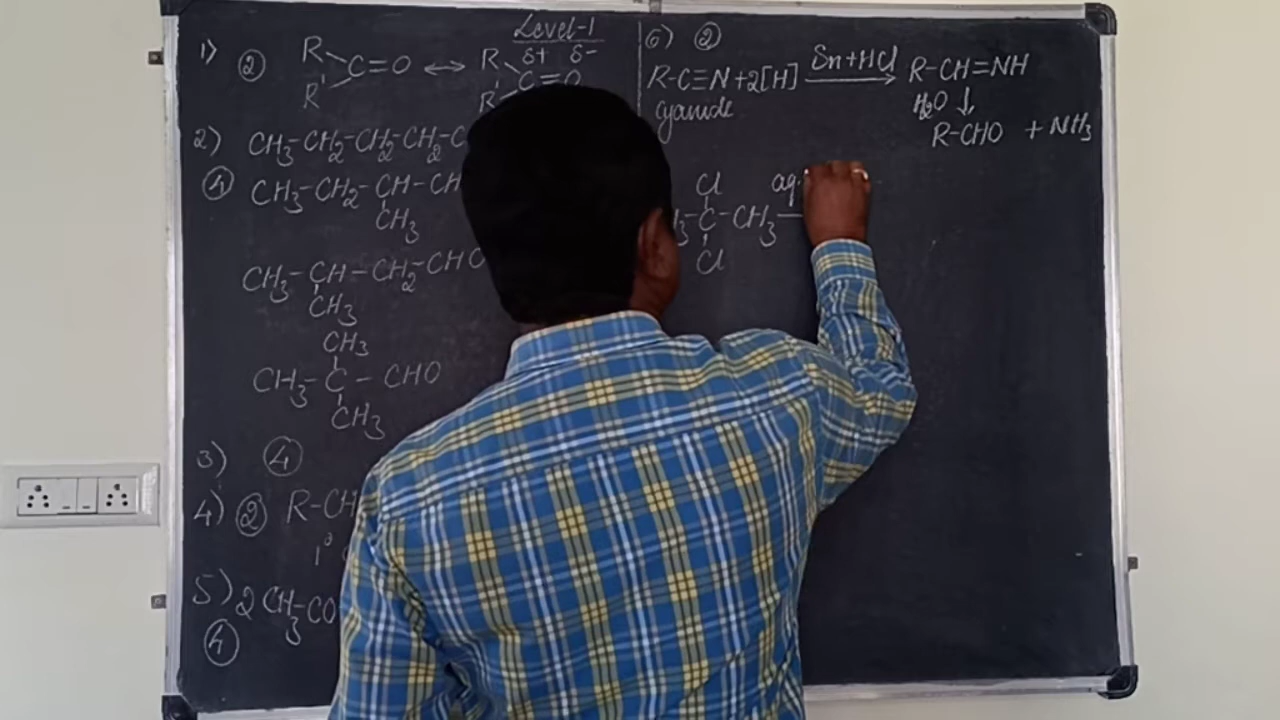 Level-1
1) ② R C=O ↔ R δ+ δ- C=O
R' R'
2) CH3-CH2-CH2-CH2-C
④ CH3-CH2-CH-CH
CH3
CH3-CH-CH2-CHO
CH3
CH3
CH3-C-CHO
CH3
3) ④
4) ② R-CH
1°
5) 2 CH3-CO
④
6) ②
R-C≡N+2[H] Sn+HCl → R-CH=NH
cyanide H2O ↓
R-CHO + NH3
Cl aq.
3-C-CH3
Cl